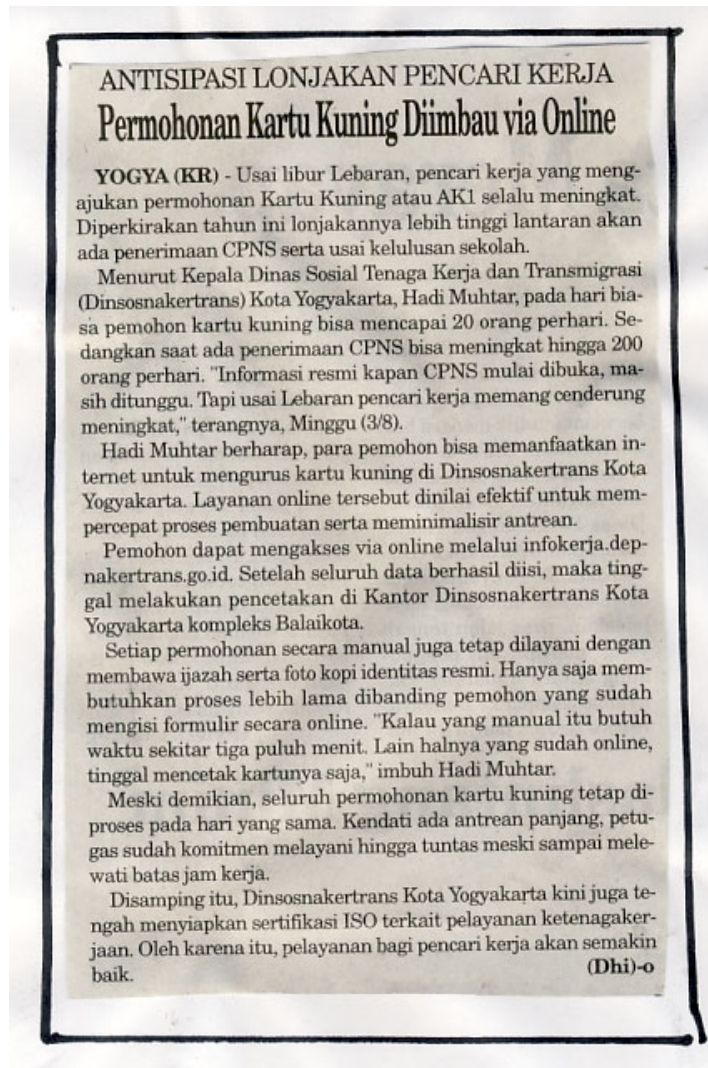 ANTISIPASI LONJAKAN PENCARI KERJA
Permohonan Kartu Kuning Diimbau via Online
YOGYA (KR) - Usai libur Lebaran, pencari kerja yang meng-
ajukan permohonan Kartu Kuning atau AK1 selalu meningkat.
Diperkirakan tahun ini lonjakannya lebih tinggi lantaran akan
ada penerimaan CPNS serta usai kelulusan sekolah.
Menurut Kepala Dinas Sosial Tenaga Kerja dan Transmigrasi
(Dinsosnakertrans) Kota Yogyakarta, Hadi Muhtar, pada hari bia-
sa pemohon kartu kuning bisa mencapai 20 orang perhari. Se-
dangkan saat ada penerimaan CPNS bisa meningkat hingga 200
orang perhari. "Informasi resmi kapan CPNS mulai dibuka, ma-
sih ditunggu. Tapi usai Lebaran pencari kerja memang cenderung
meningkat," terangnya, Minggu (3/8).
Hadi Muhtar berharap, para pemohon bisa memanfaatkan in-
ternet untuk mengurus kartu kuning di Dinsosnakertrans Kota
Yogyakarta. Layanan online tersebut dinilai efektif untuk mem-
percepat proses pembuatan serta meminimalisir antrean.
Pemohon dapat mengakses via online melalui infokerja.dep-
nakertrans.go.id. Setelah seluruh data berhasil diisi, maka ting-
gal melakukan pencetakan di Kantor Dinsosnakertrans Kota
Yogyakarta kompleks Balaikota.
Setiap permohonan secara manual juga tetap dilayani dengan
membawa ijazah serta foto kopi identitas resmi. Hanya saja mem-
butuhkan proses lebih lama dibanding pemohon yang sudah
mengisi formulir secara online. "Kalau yang manual itu butuh
waktu sekitar tiga puluh menit. Lain halnya yang sudah online,
tinggal mencetak kartunya saja," imbuh Hadi Muhtar.
Meski demikian, seluruh permohonan kartu kuning tetap di-
proses pada hari yang sama. Kendati ada antrean panjang, petu-
gas sudah komitmen melayani hingga tuntas meski sampai mele-
wati batas jam kerja.
Disamping itu, Dinsosnakertrans Kota Yogyakarta kini juga te-
ngah menyiapkan sertifikasi ISO terkait pelayanan ketenagaker-
jaan. Oleh karena itu, pelayanan bagi pencari kerja akan semakin
baik. (Dhi)-o